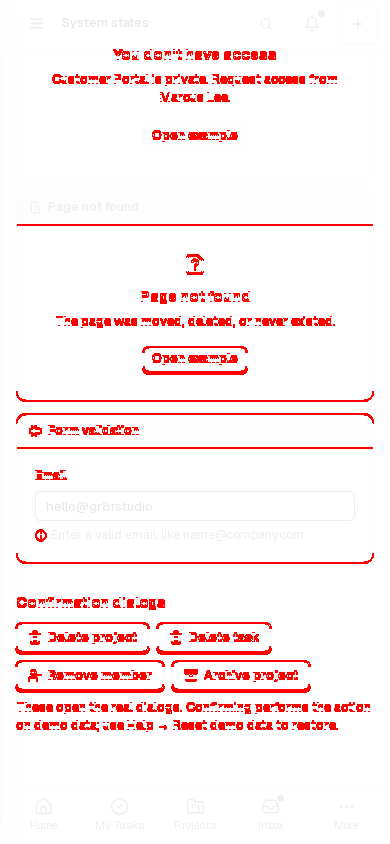 System states
You don't have access
Customer Portal is private. Request access from
Marcus Lee.
Open example
Page not found
Page not found
The page was moved, deleted, or never existed.
Open example
Form validation
Email
hello@gr8rstudio
Enter a valid email, like name@company.com
Confirmation dialogs
Delete project
Delete task
Remove member
Archive project
These open the real dialogs. Confirming performs the action
on demo data; use Help → Reset demo data to restore.
Home
My Tasks
Projects
Inbox
More